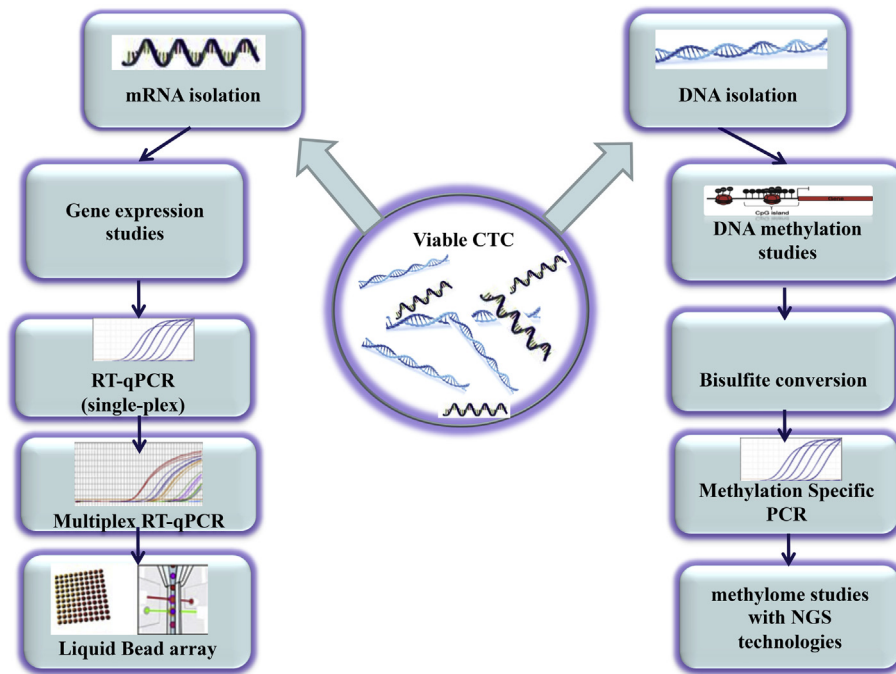 mRNA isolation
Gene expression
studies
RT-qPCR
(single-plex)
Multiplex RT-qPCR
Liquid Bead array
Viable CTC
DNA isolation
CpG island
DNA methylation
studies
Bisulfite conversion
Methylation Specific
PCR
methylome studies
with NGS
technologies